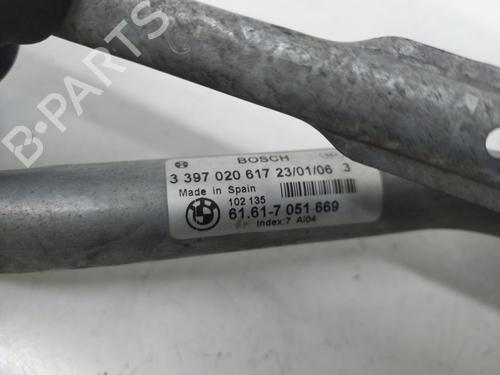 B-PARTS
BOSCH
3 397 020 617 23/01/06 3
Made in Spain
102 135
61.61-7 051 669
Index:7 AI04